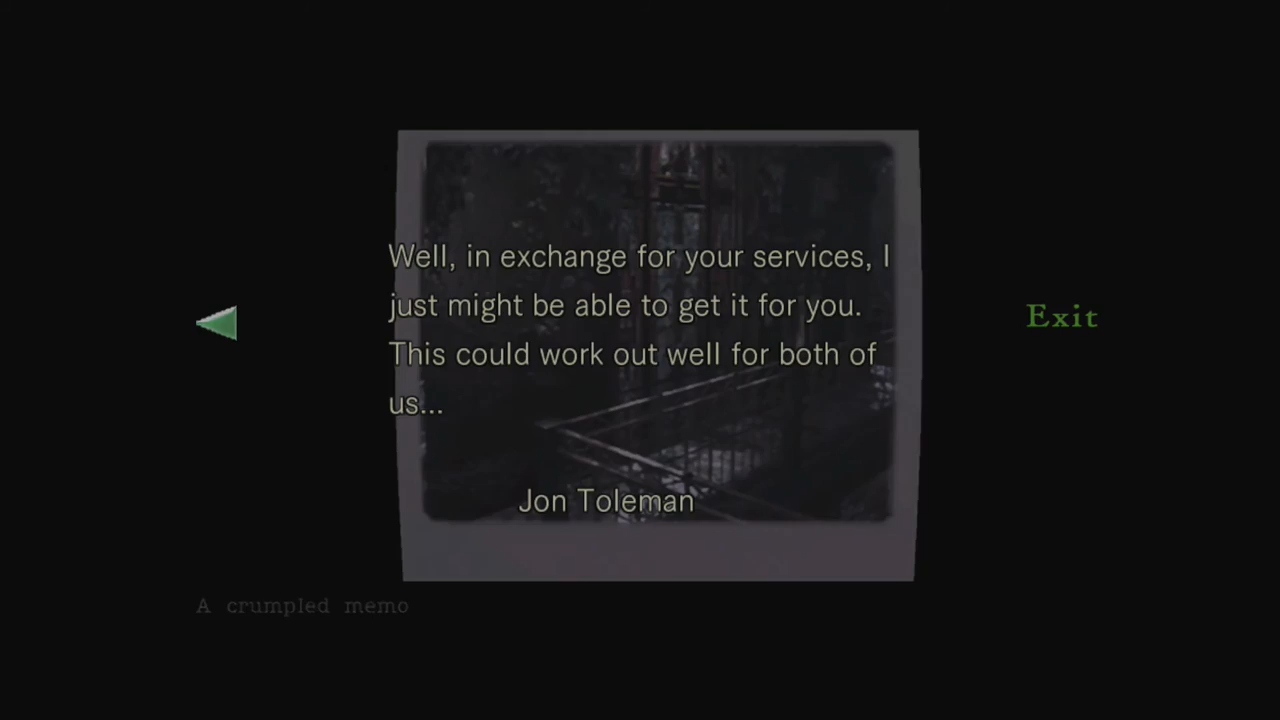 Well, in exchange for your services, I
just might be able to get it for you.
This could work out well for both of
us...
Jon Toleman
Exit
A crumpled memo